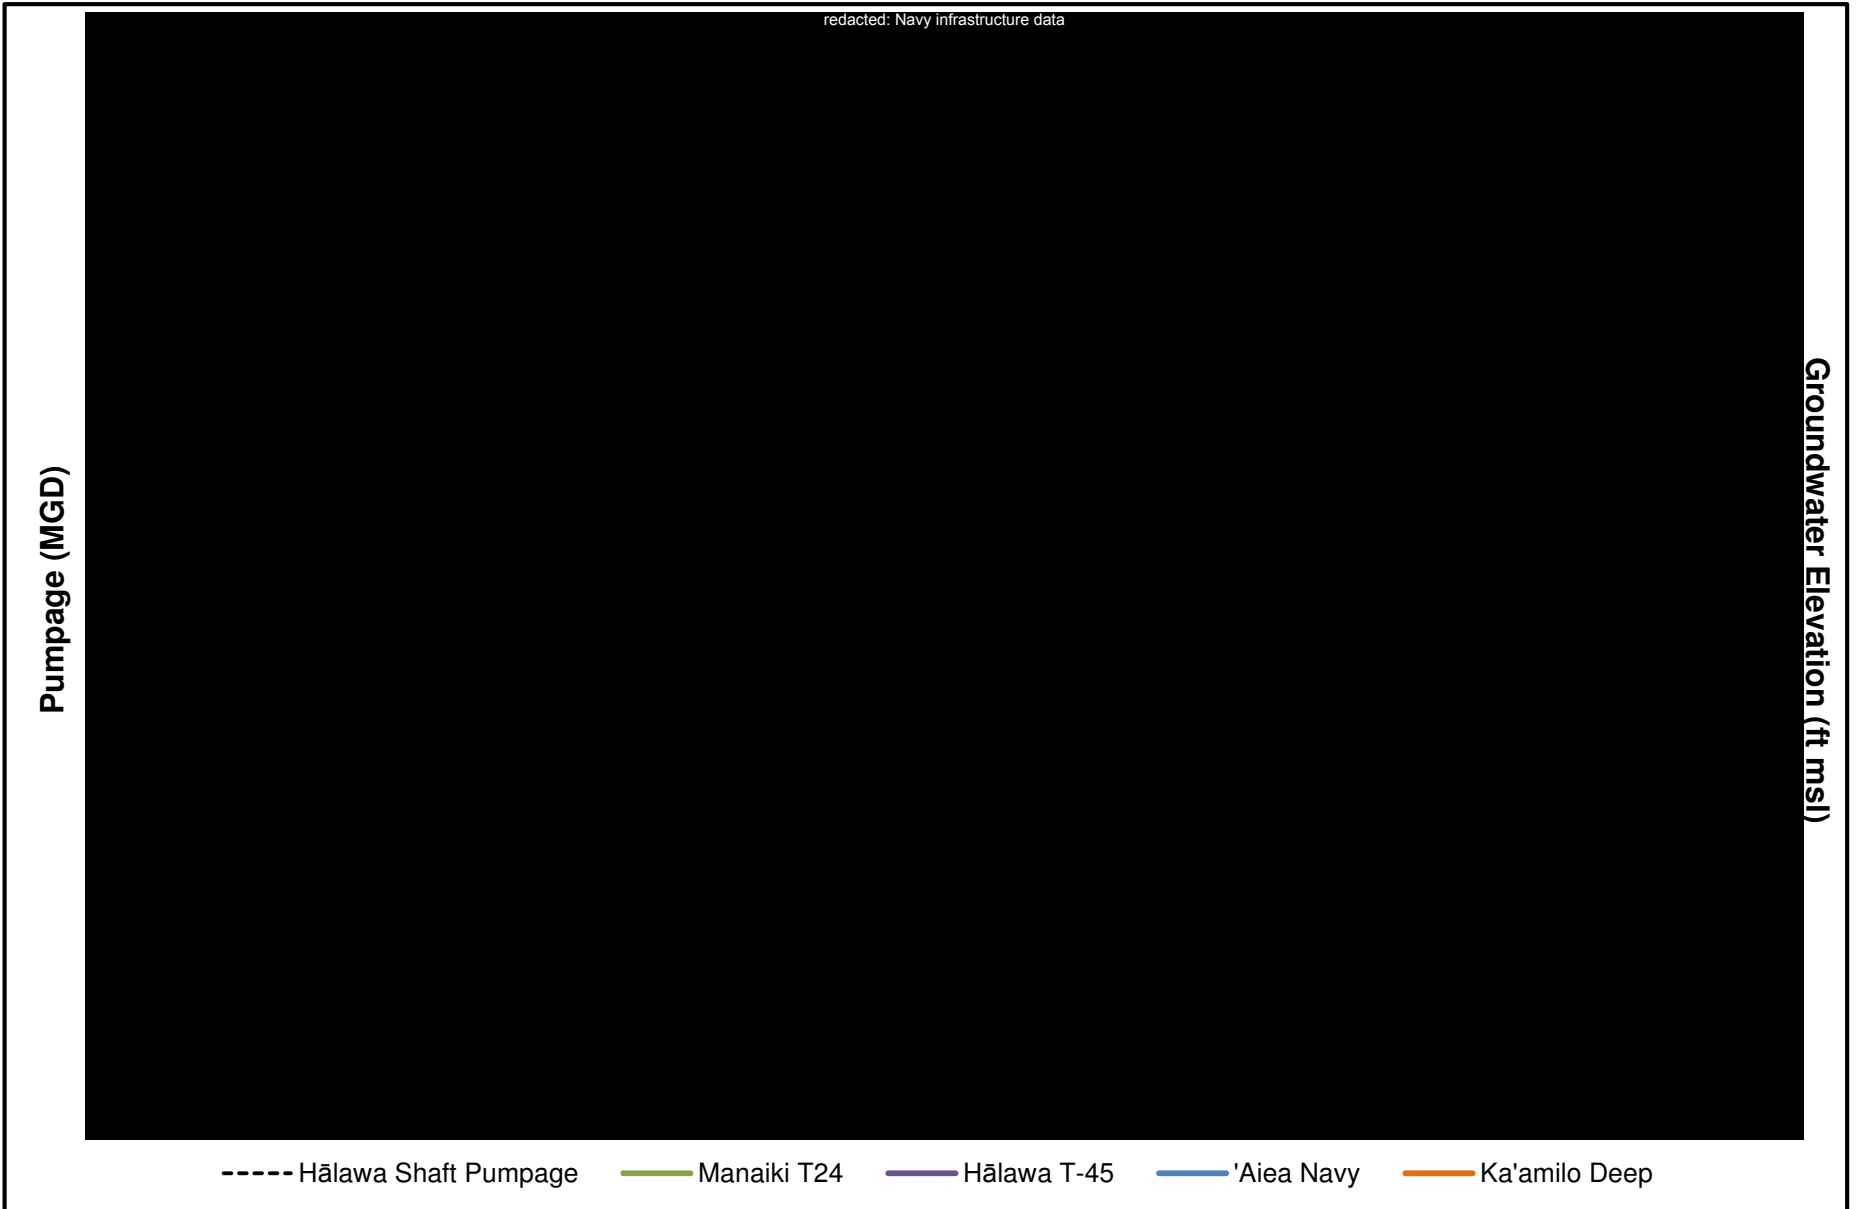 redacted: Navy infrastructure data
Pumpage (MGD)
Groundwater Elevation (ft msl)
Hālawa Shaft Pumpage
Manaiki T24
Hālawa T-45
'Aiea Navy
Ka'amilo Deep